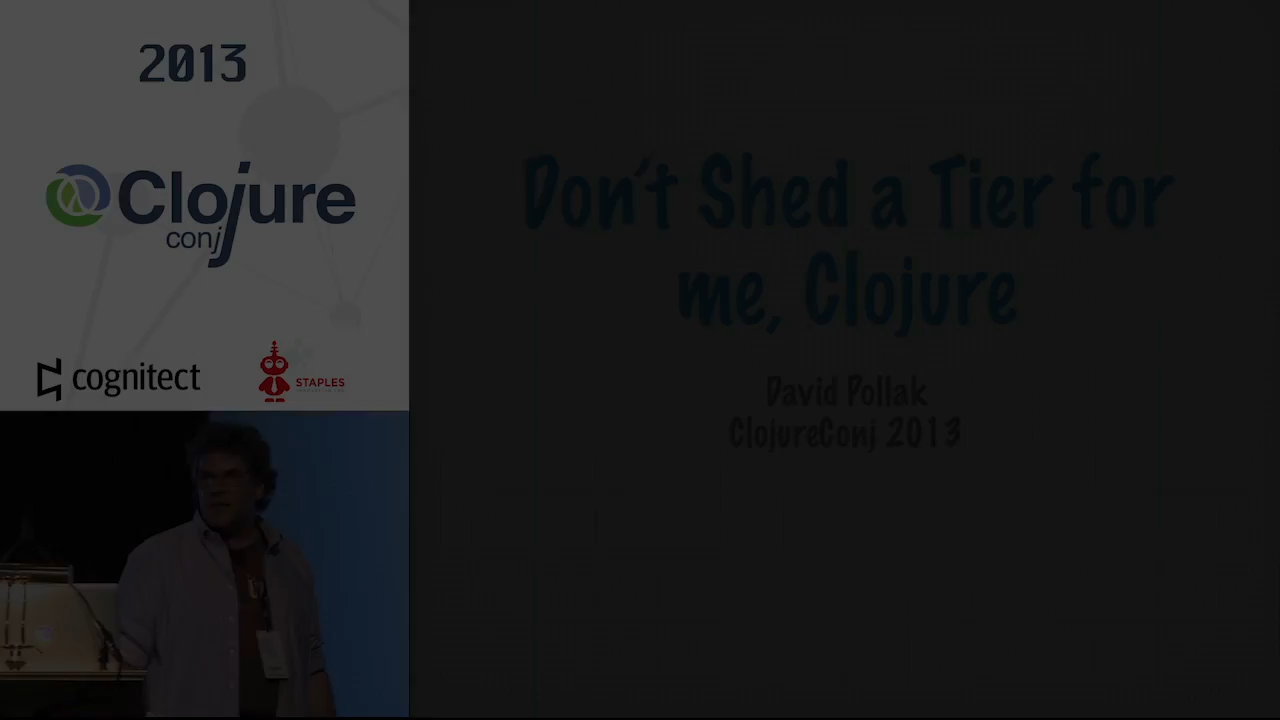 2013
Clojure
conj
cognitect
STAPLES
Don't Shed a Tier for
me, Clojure
David Pollak
ClojureConj 2013